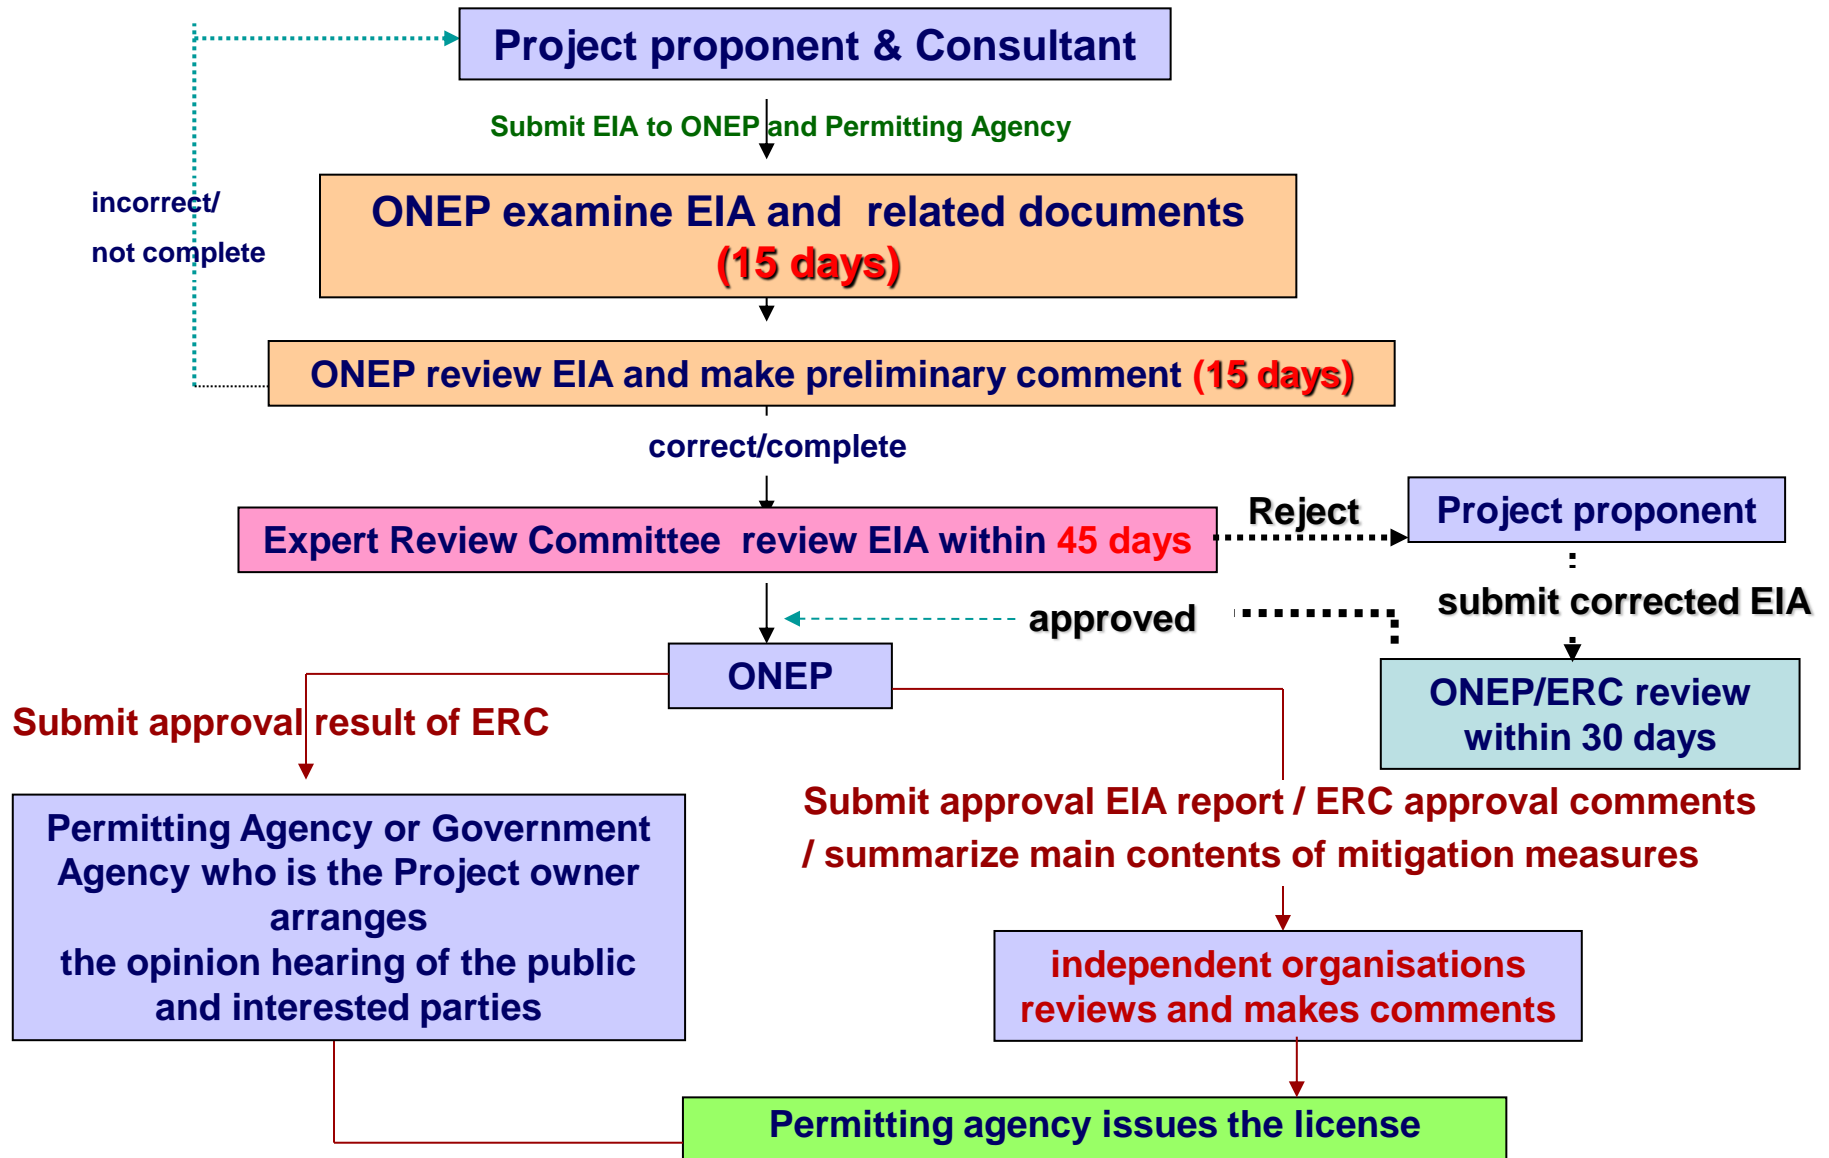 Project proponent & Consultant
Submit EIA to ONEP and Permitting Agency
incorrect/
not complete
ONEP examine EIA and related documents
(15 days)
ONEP review EIA and make preliminary comment (15 days)
correct/complete
Expert Review Committee review EIA within 45 days
Reject
Project proponent
submit corrected EIA
approved
ONEP
ONEP/ERC review
within 30 days
Submit approval result of ERC
Submit approval EIA report / ERC approval comments
/ summarize main contents of mitigation measures
Permitting Agency or Government
Agency who is the Project owner
arranges
the opinion hearing of the public
and interested parties
independent organisations
reviews and makes comments
Permitting agency issues the license